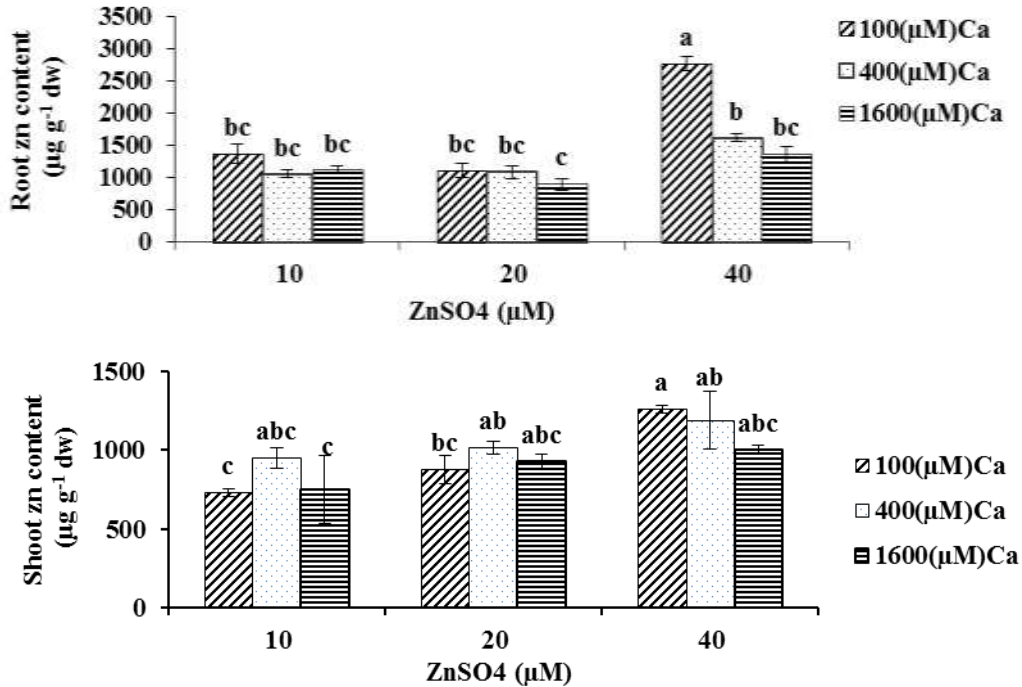 Root zn content
(µg g-1 dw)
3500
3000
2500
2000
1500
1000
500
0
bc
bc
bc
bc
bc
c
a
b
bc
10
20
40
ZnSO4 (µM)
100(µM)Ca
400(µM)Ca
1600(µM)Ca
Shoot zn content
(µg g-1 dw)
1500
1000
500
0
c
abc
c
bc
ab
abc
a
ab
abc
10
20
40
ZnSO4 (µM)
100(µM)Ca
400(µM)Ca
1600(µM)Ca